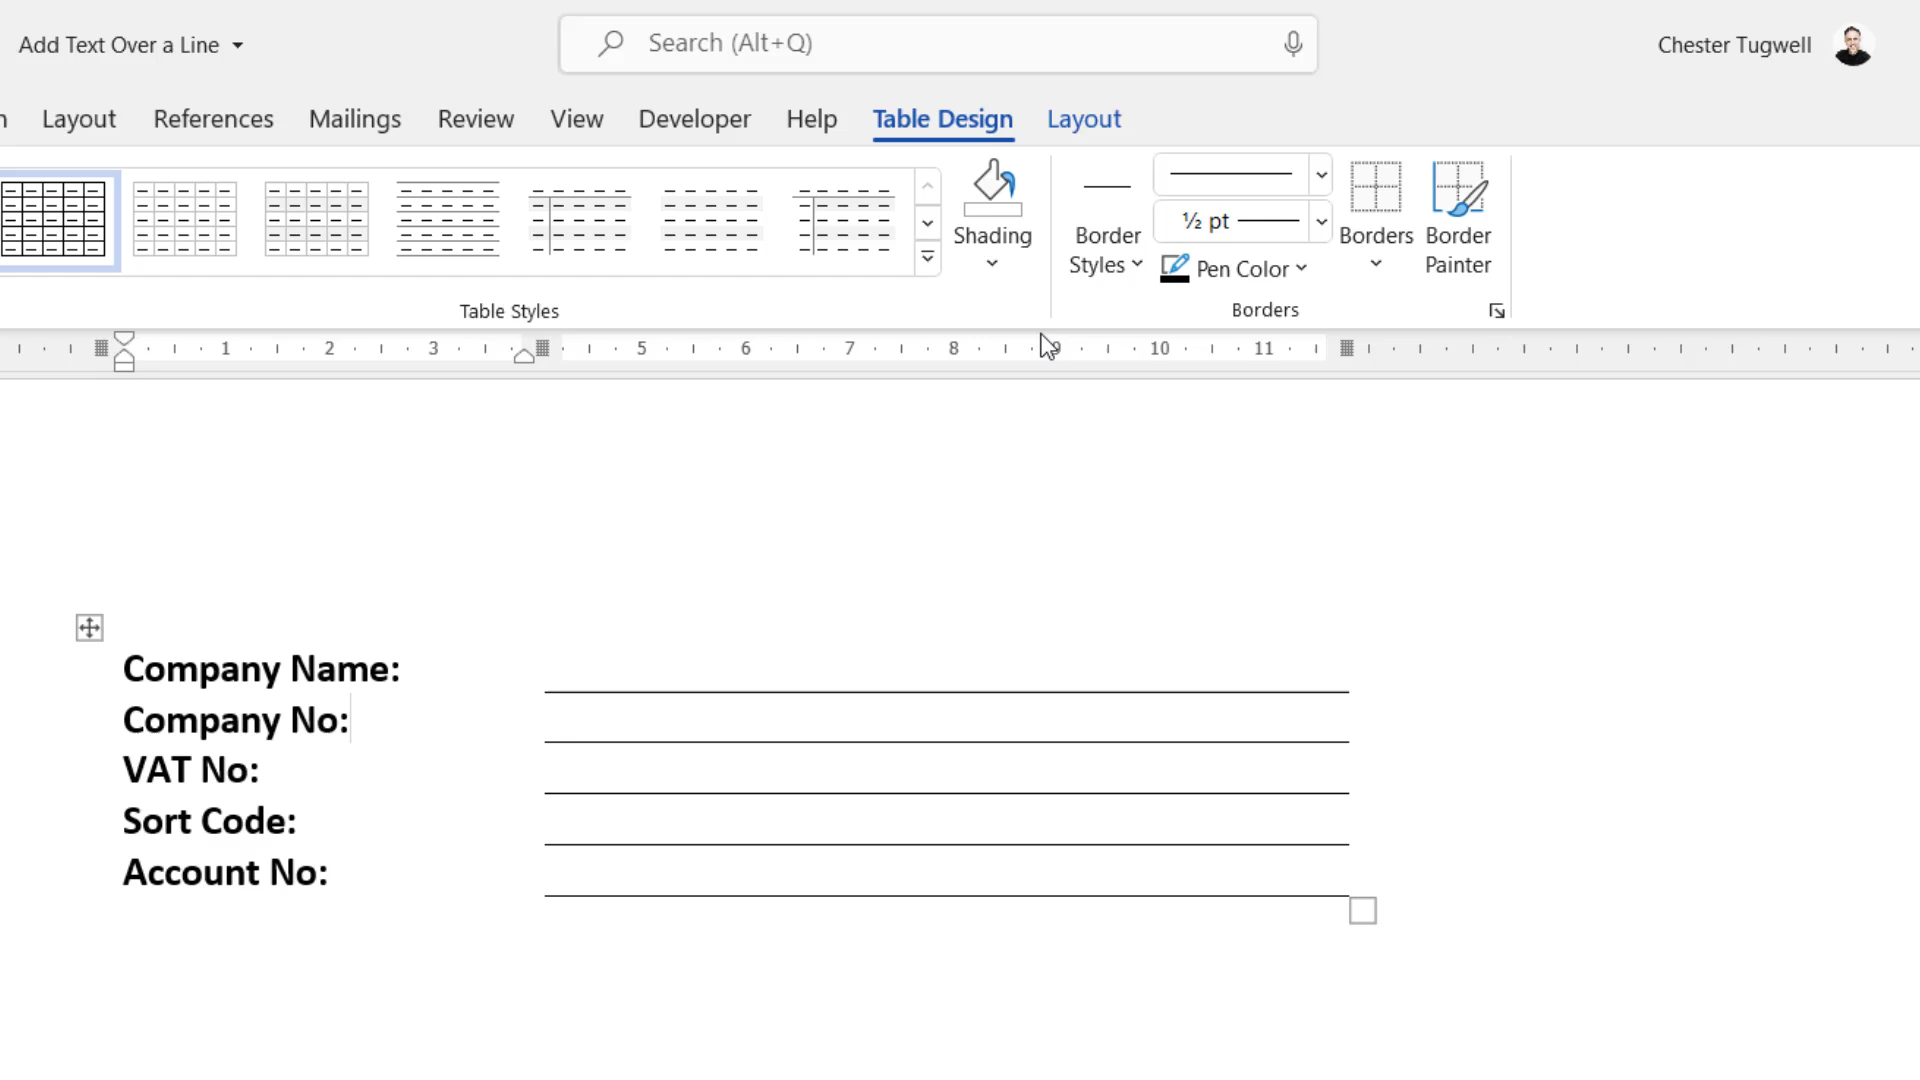 Add Text Over a Line
Search (Alt+Q)
Chester Tugwell
Layout References Mailings Review View Developer Help Table Design Layout
Shading
Border Styles
½ pt
Pen Color
Borders
Border Painter
Table Styles
Borders
1 2 3 5 6 7 8 9 10 11
Company Name:
Company No:
VAT No:
Sort Code:
Account No: